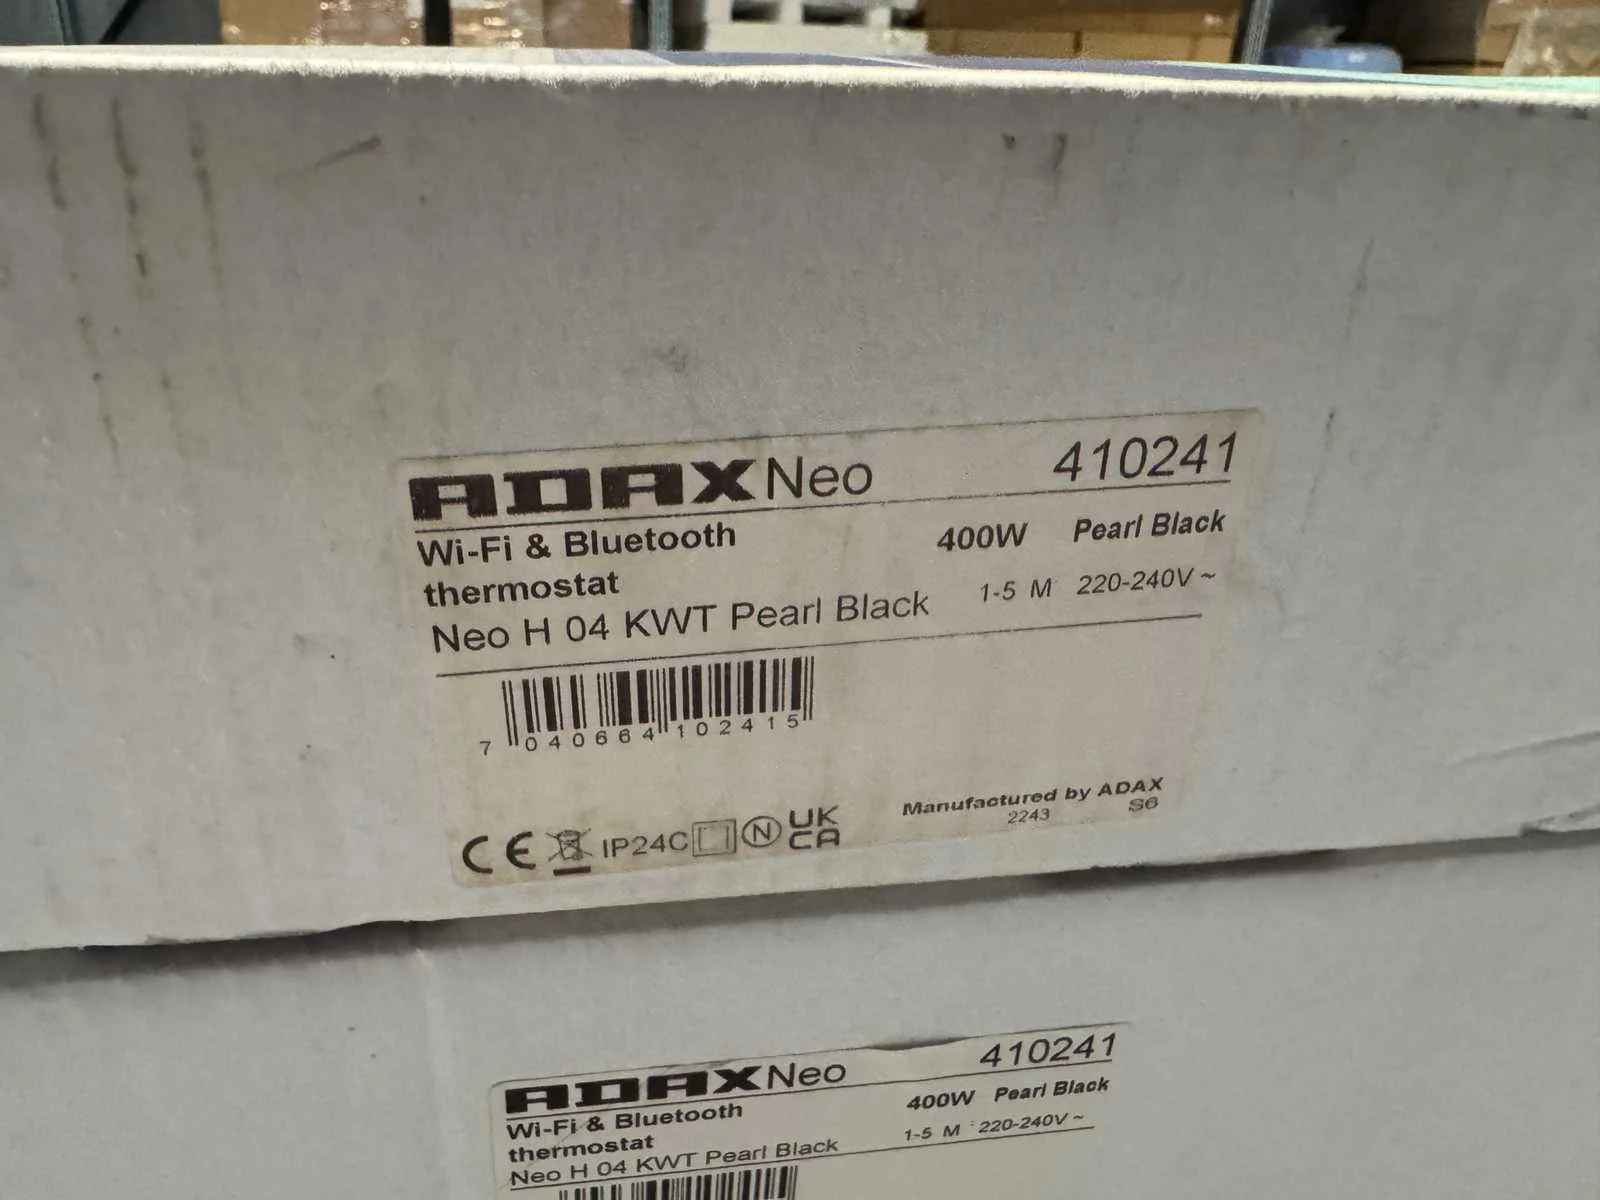 ADAX Neo 410241
Wi-Fi & Bluetooth 400W Pearl Black
thermostat 1-5 M 220-240V ~
Neo H 04 KWT Pearl Black
7 040664 102415
CE IP24C N UK CA
Manufactured by ADAX
2243 S6
ADAX Neo 410241
Wi-Fi & Bluetooth 400W Pearl Black
thermostat 1-5 M 220-240V ~
Neo H 04 KWT Pearl Black